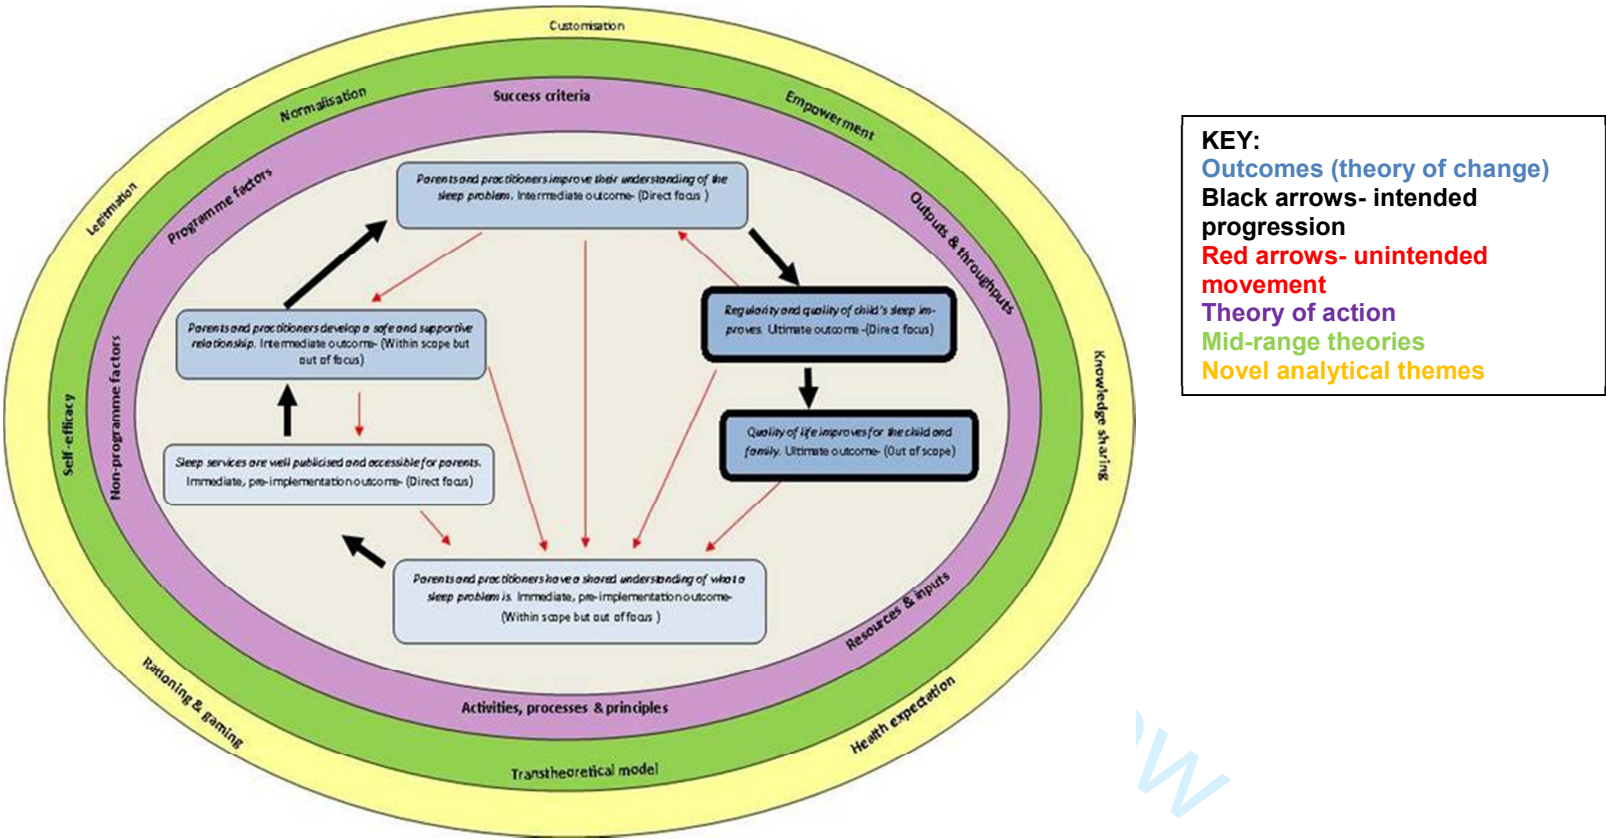 Customisation
Normalisation
Success criteria
Empowerment
Legitimation
Programme factors
Outputs & throughputs
Parents and practitioners improve their understanding of the
sleep problem. Intermediate outcome- (Direct focus )
Regularity and quality of child's sleep im-
proves. Ultimate outcome -(Direct focus)
Parents and practitioners develop a safe and supportive
relationship. Intermediate outcome- (Within scope but
out of focus)
Non-programme factors
Self-efficacy
Knowledge sharing
Quality of life improves for the child and
family. Ultimate outcome- (Out of scope)
Sleep services are well publicised and accessible for parents.
Immediate, pre-implementation outcome- (Direct focus)
Parents and practitioners have a shared understanding of what a
sleep problem is. Immediate, pre-implementation outcome-
(Within scope but out of focus )
Resources & inputs
Rationing & gaming
Activities, processes & principles
Health expectation
Transtheoretical model
KEY:
Outcomes (theory of change)
Black arrows- intended
progression
Red arrows- unintended
movement
Theory of action
Mid-range theories
Novel analytical themes